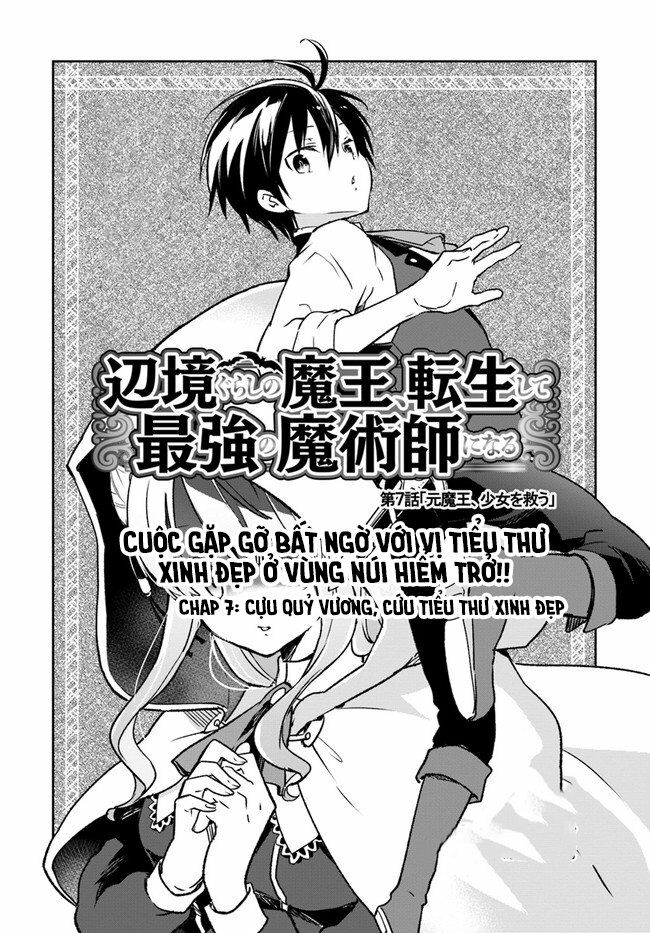 辺境ぐらしの魔王、転生して
最強の魔術師になる
第7話「元魔王、少女を救う」
CUỘC GẶP GỠ BẤT NGỜ VỚI VỊ TIỂU THƯ
XINH ĐẸP Ở VÙNG NÚI HIỂM TRỞ!!
CHAP 7: CỰU QUỶ VƯƠNG, CỨU TIỂU THƯ XINH ĐẸP